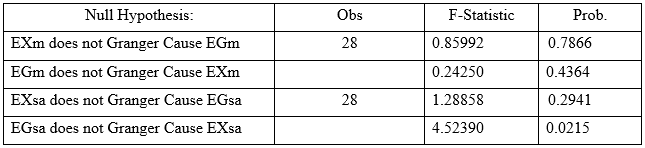 Null Hypothesis: Obs F-Statistic Prob.
EXm does not Granger Cause EGm 28 0.85992 0.7866
EGm does not Granger Cause EXm 0.24250 0.4364
EXsa does not Granger Cause EGsa 28 1.28858 0.2941
EGsa does not Granger Cause EXsa 4.52390 0.0215